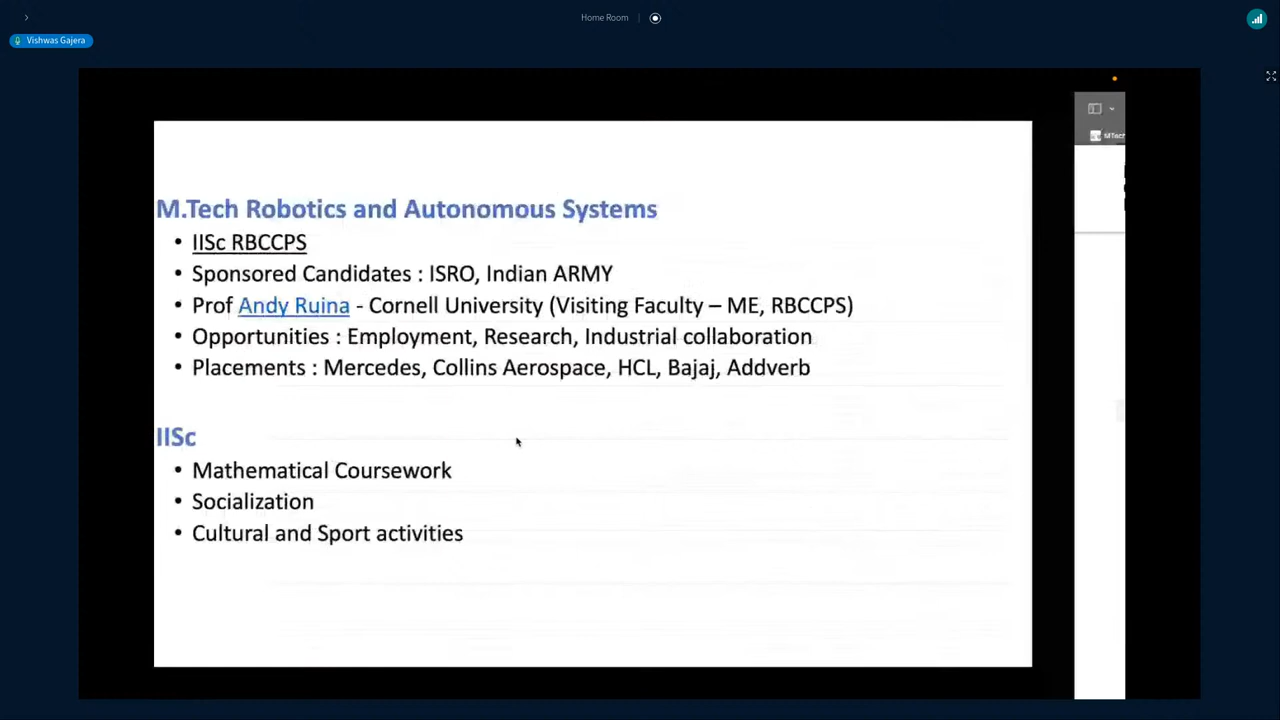 Home Room
Vishwas Gajera
MTech
M.Tech Robotics and Autonomous Systems
• IISc RBCCPS
• Sponsored Candidates : ISRO, Indian ARMY
• Prof Andy Ruina - Cornell University (Visiting Faculty – ME, RBCCPS)
• Opportunities : Employment, Research, Industrial collaboration
• Placements : Mercedes, Collins Aerospace, HCL, Bajaj, Addverb
IISc
• Mathematical Coursework
• Socialization
• Cultural and Sport activities